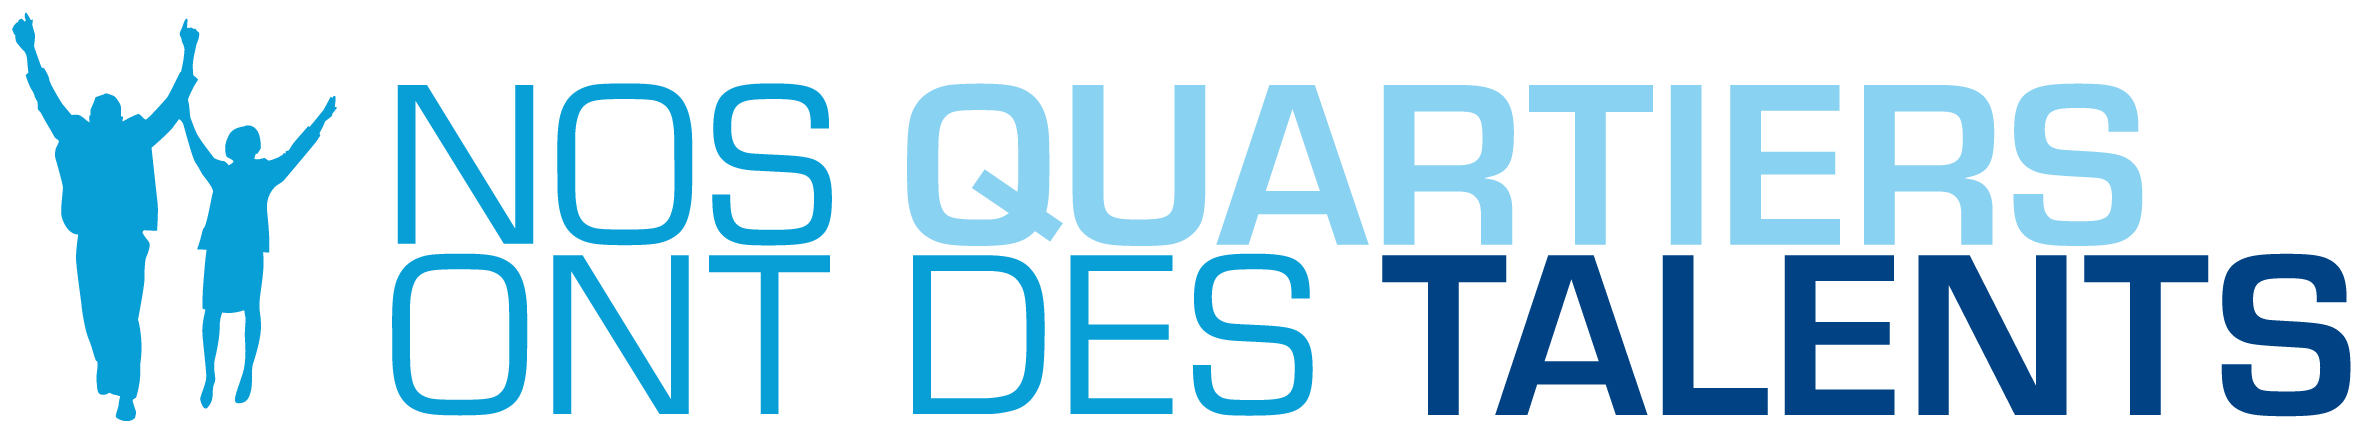 NOS QUARTIERS
ONT DES TALENTS